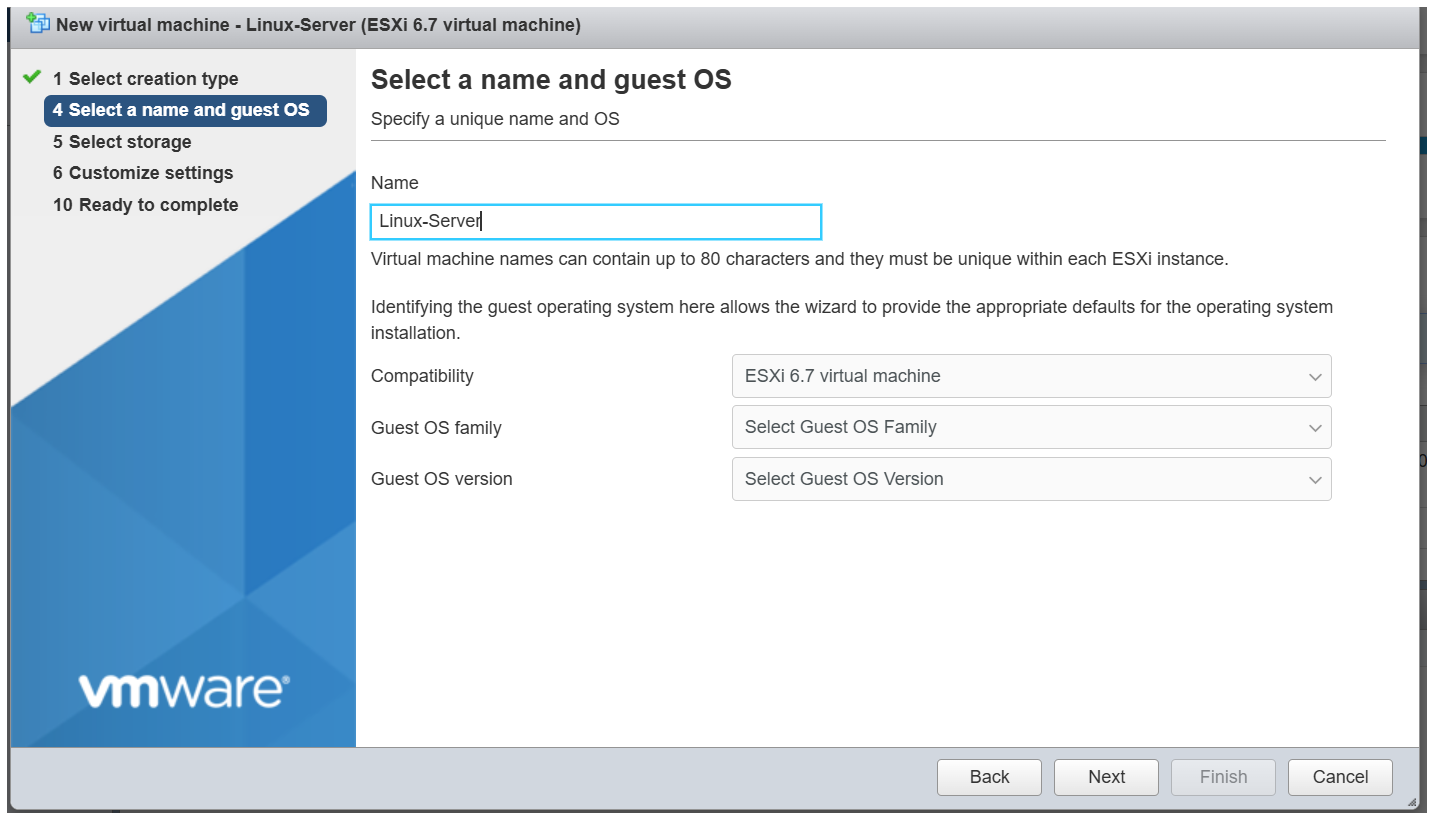 New virtual machine - Linux-Server (ESXi 6.7 virtual machine)
1 Select creation type
4 Select a name and guest OS
5 Select storage
6 Customize settings
10 Ready to complete
vmware®
Select a name and guest OS
Specify a unique name and OS
Name
Linux-Server
Virtual machine names can contain up to 80 characters and they must be unique within each ESXi instance.
Identifying the guest operating system here allows the wizard to provide the appropriate defaults for the operating system
installation.
Compatibility
ESXi 6.7 virtual machine
Guest OS family
Select Guest OS Family
Guest OS version
Select Guest OS Version
Back
Next
Finish
Cancel